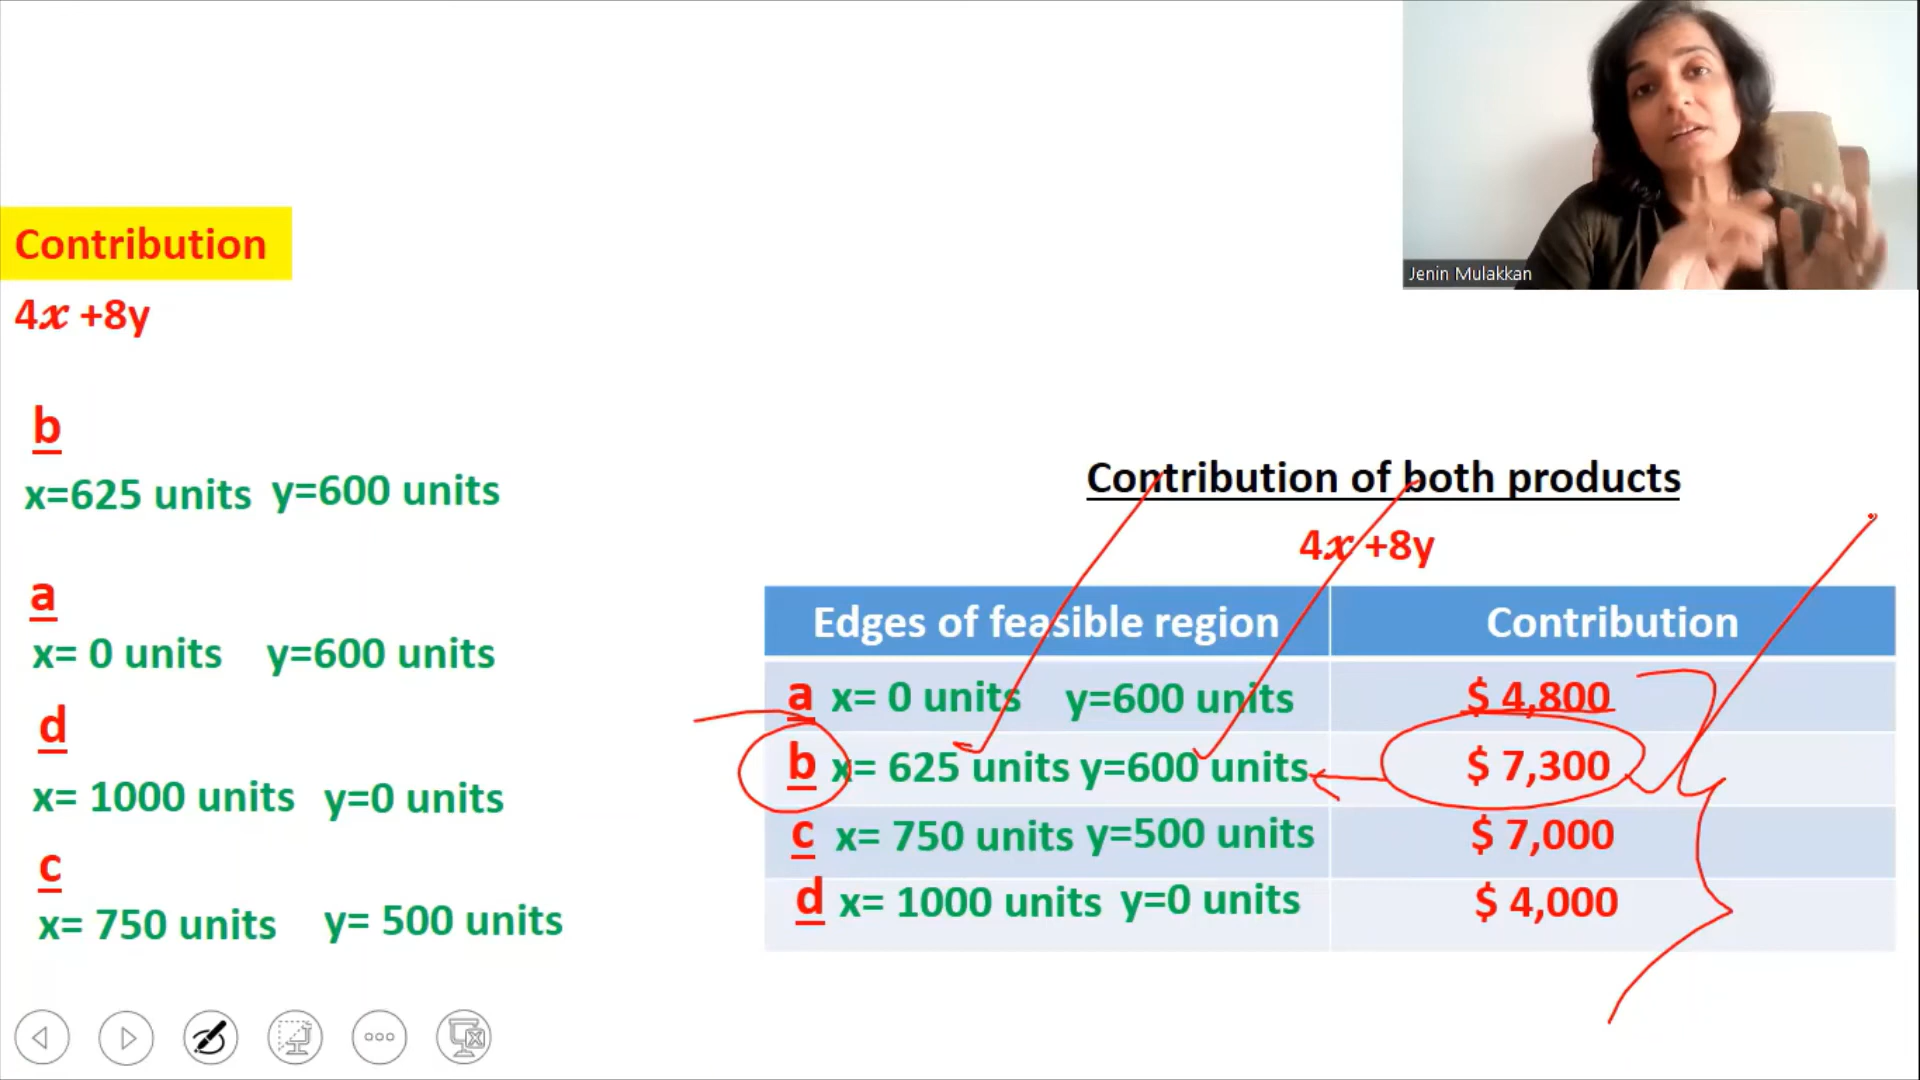 Jenin Mulakkan
Contribution
4x +8y
b
x=625 units y=600 units
a
x= 0 units y=600 units
d
x= 1000 units y=0 units
c
x= 750 units y= 500 units
Contribution of both products
4x +8y
Edges of feasible region Contribution
a x= 0 units y=600 units $ 4,800
b x= 625 units y=600 units $ 7,300
c x= 750 units y=500 units $ 7,000
d x= 1000 units y=0 units $ 4,000